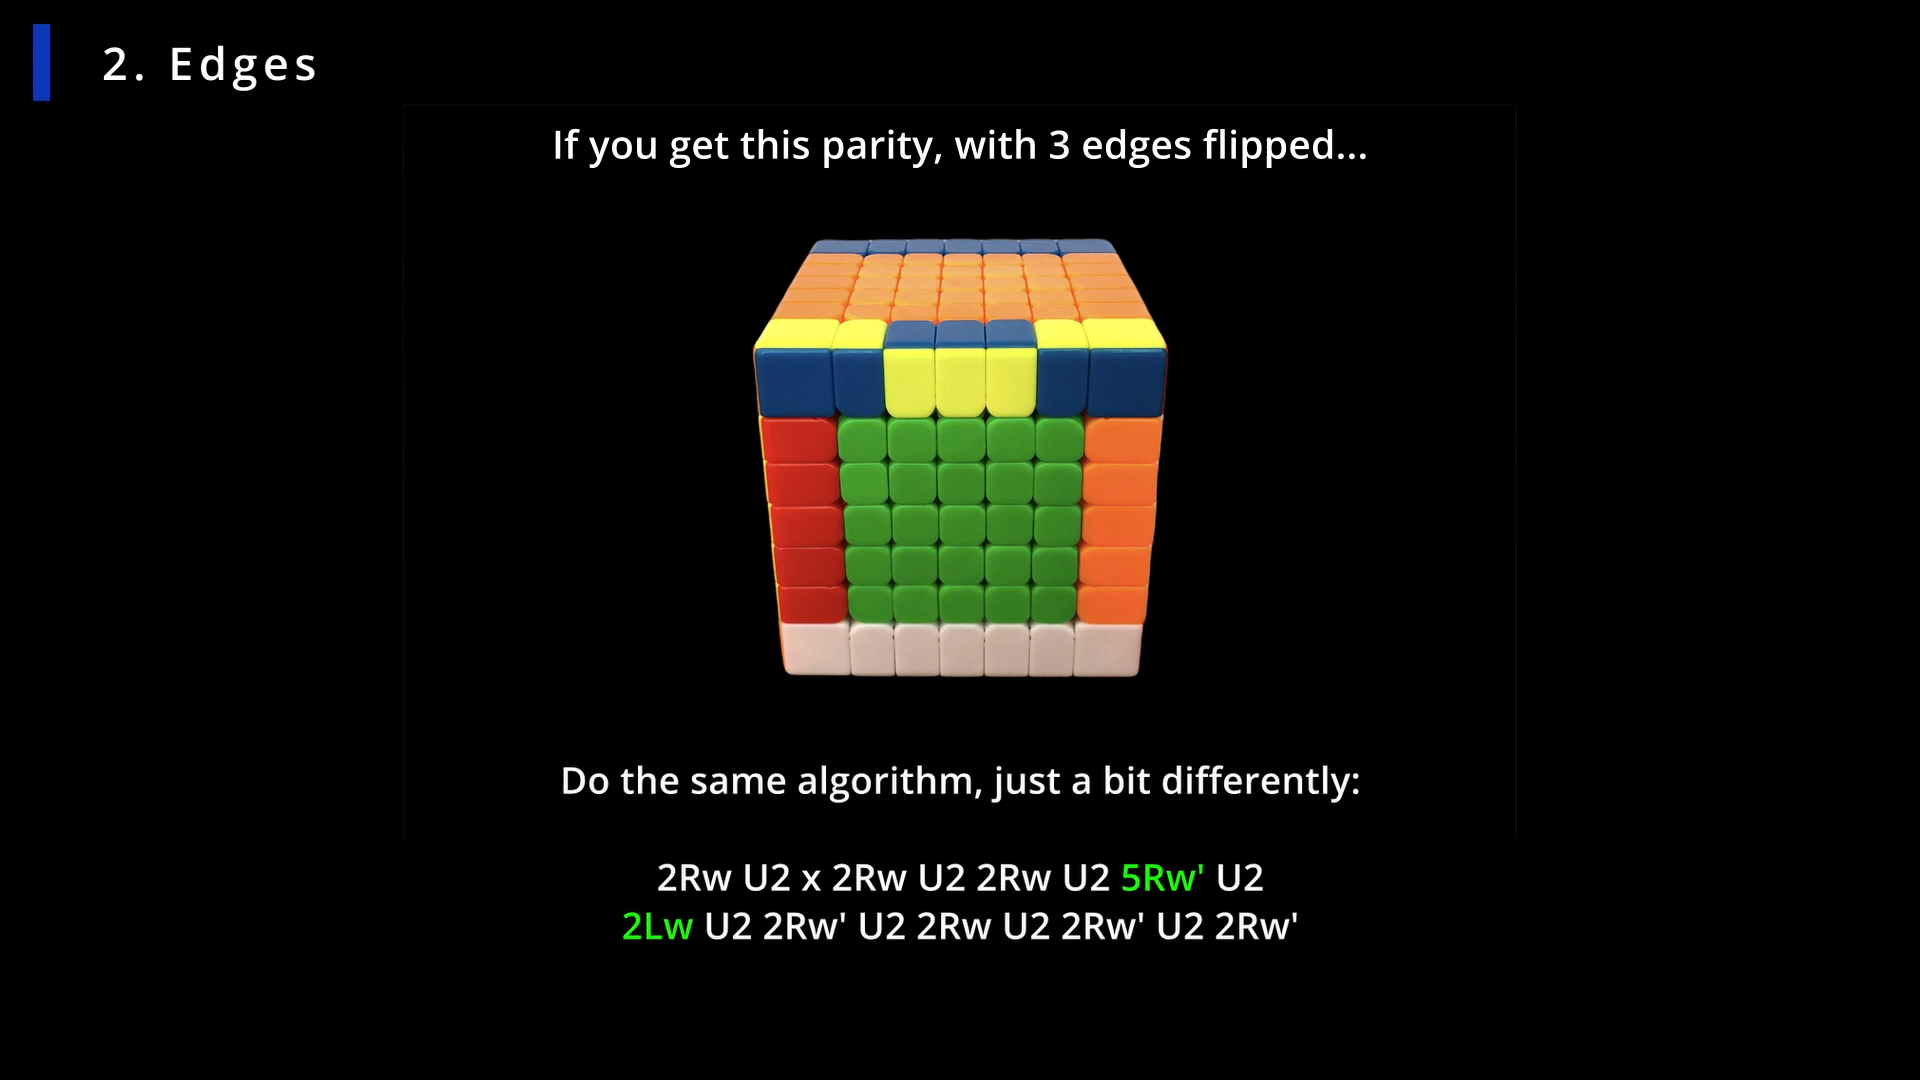 2. Edges
If you get this parity, with 3 edges flipped...
Do the same algorithm, just a bit differently:
2Rw U2 x 2Rw U2 2Rw U2 5Rw' U2
2Lw U2 2Rw' U2 2Rw U2 2Rw' U2 2Rw'